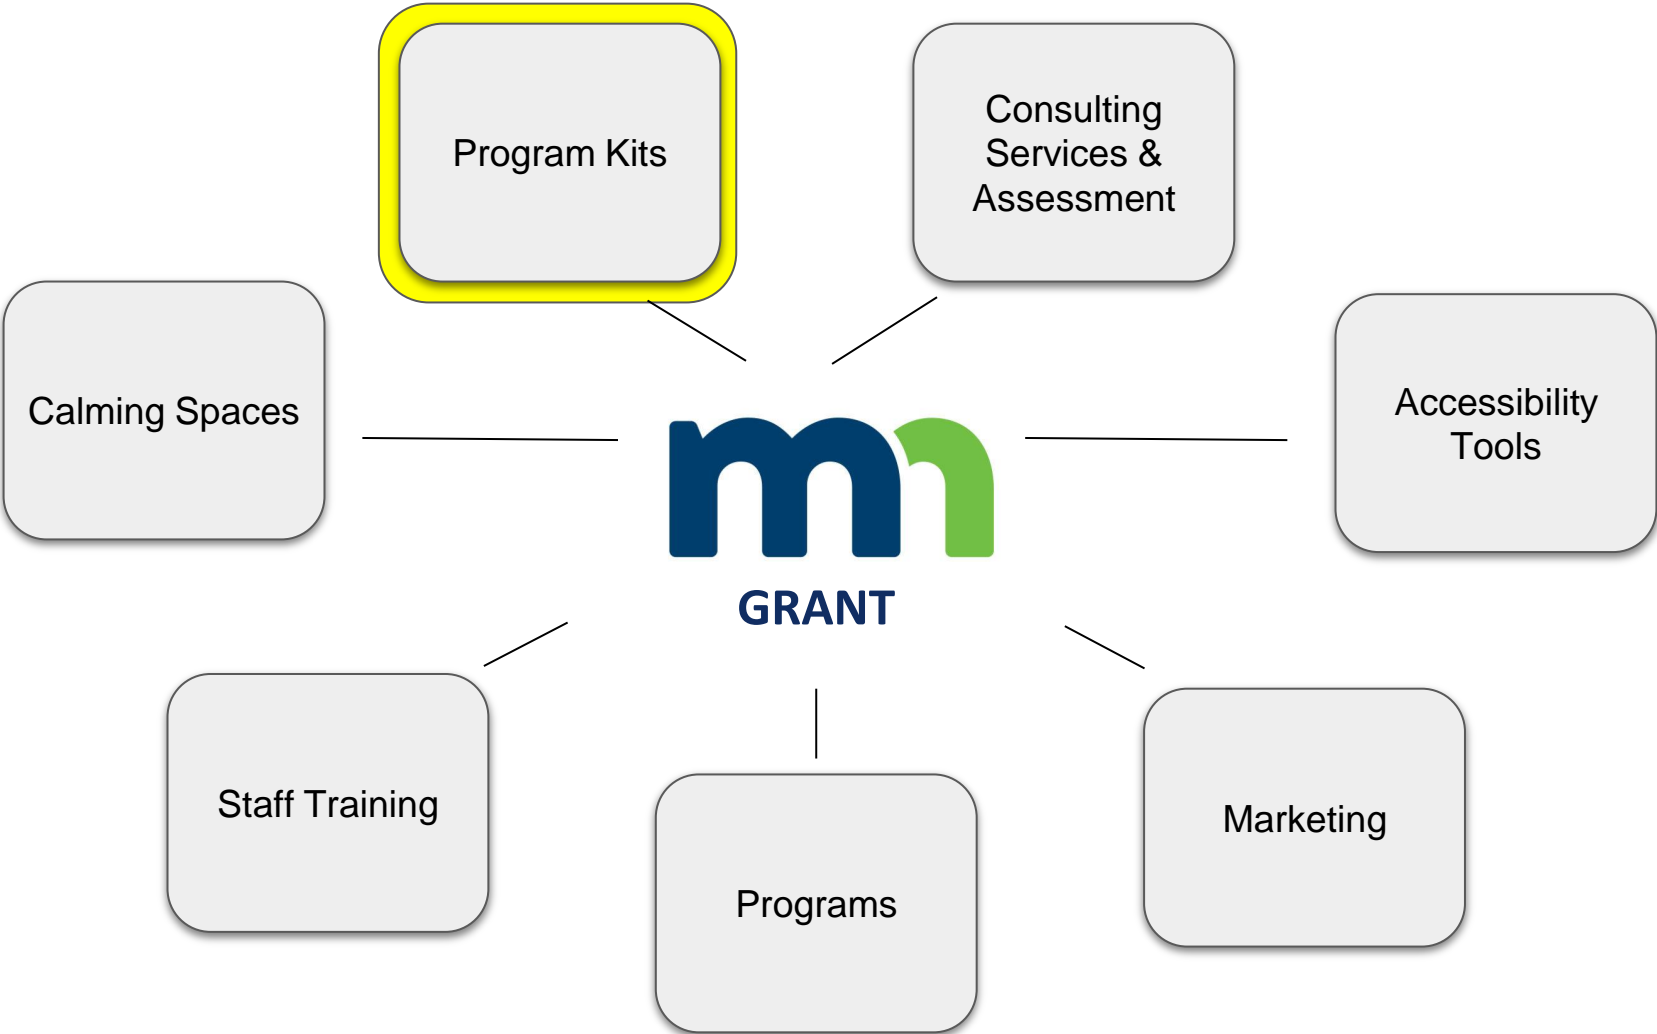 Program Kits
Consulting
Services &
Assessment
Calming Spaces
Accessibility
Tools
mn
GRANT
Staff Training
Programs
Marketing